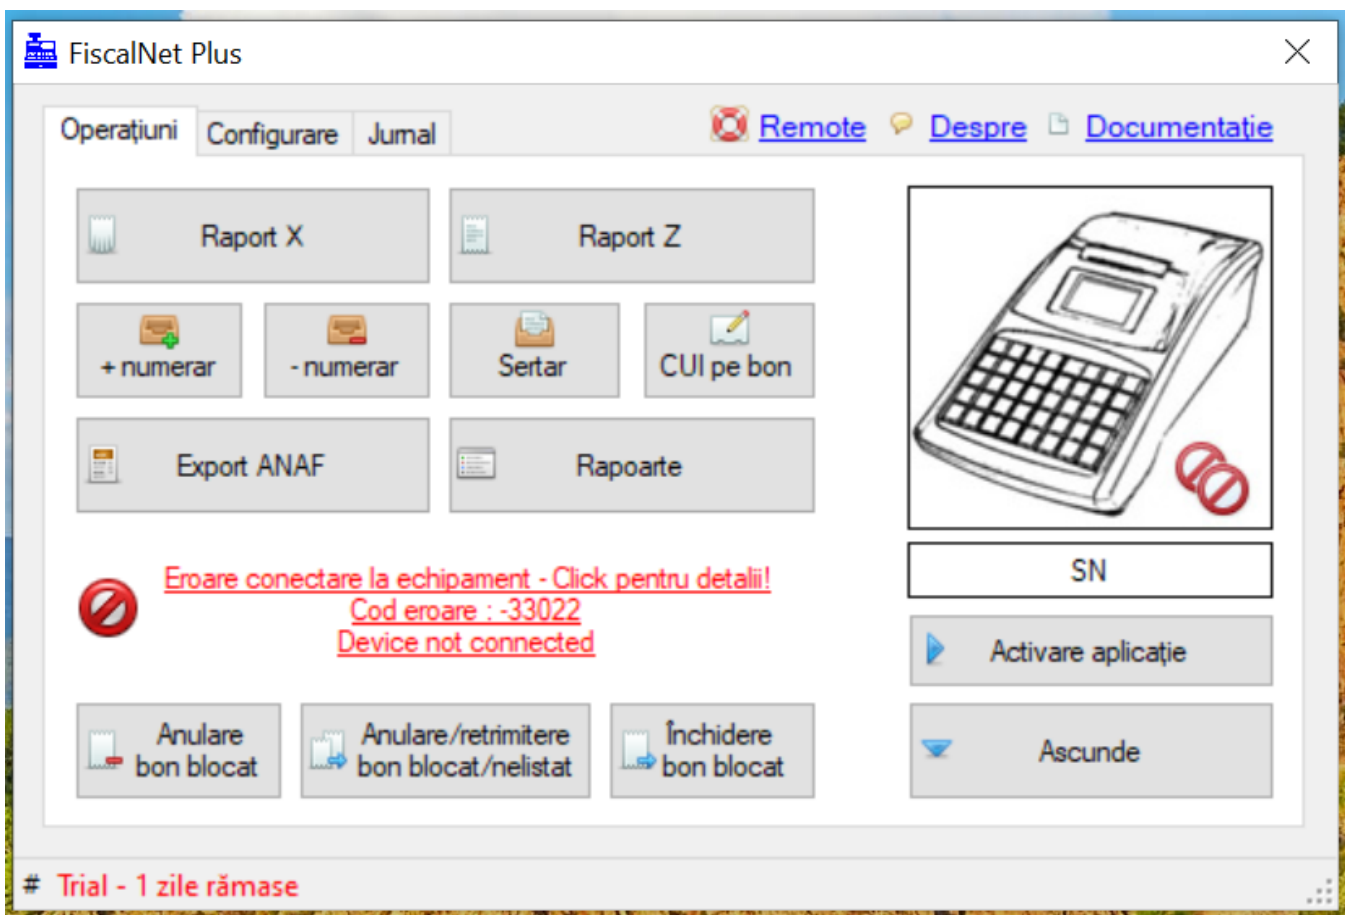 FiscalNet Plus
Operațiuni
Configurare
Jurnal
Remote
Despre
Documentație
Raport X
Raport Z
+ numerar
- numerar
Sertar
CUI pe bon
Export ANAF
Rapoarte
Eroare conectare la echipament - Click pentru detalii!
Cod eroare : -33022
Device not connected
SN
Activare aplicație
Anulare
bon blocat
Anulare/retrimitere
bon blocat/nelistat
Închidere
bon blocat
Ascunde
# Trial - 1 zile rămase